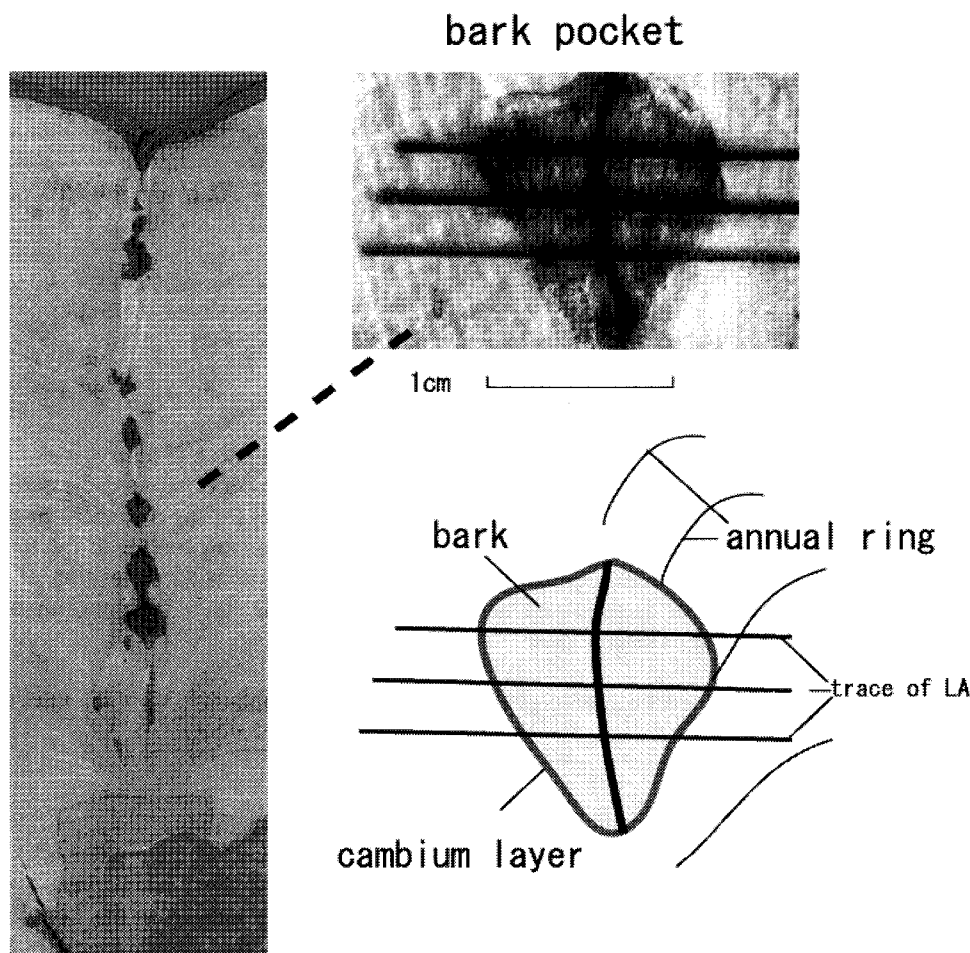 bark pocket
1cm
bark
annual ring
trace of LA
cambium layer